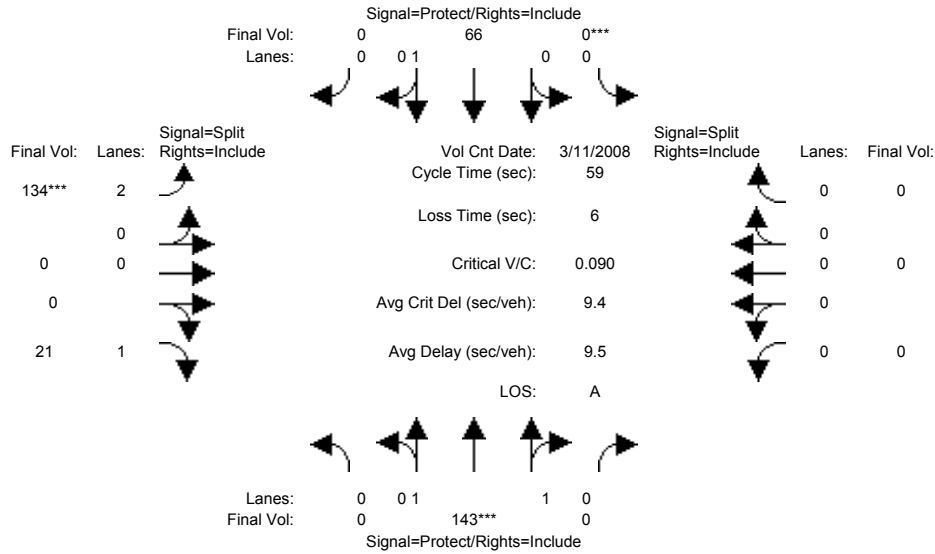 Signal=Protect/Rights=Include
Final Vol: 0 66 0***
Lanes: 0 0 1 0 0
Signal=Split
Final Vol: Lanes: Rights=Include
Vol Cnt Date: 3/11/2008
Signal=Split
Rights=Include Lanes: Final Vol:
Cycle Time (sec): 59
134*** 2
0 0
Loss Time (sec): 6
0
0
0 0
Critical V/C: 0.090
0 0
0
Avg Crit Del (sec/veh): 9.4
0
21 1
Avg Delay (sec/veh): 9.5
0 0
LOS: A
Lanes: 0 0 1 1 0
Final Vol: 0 143*** 0
Signal=Protect/Rights=Include